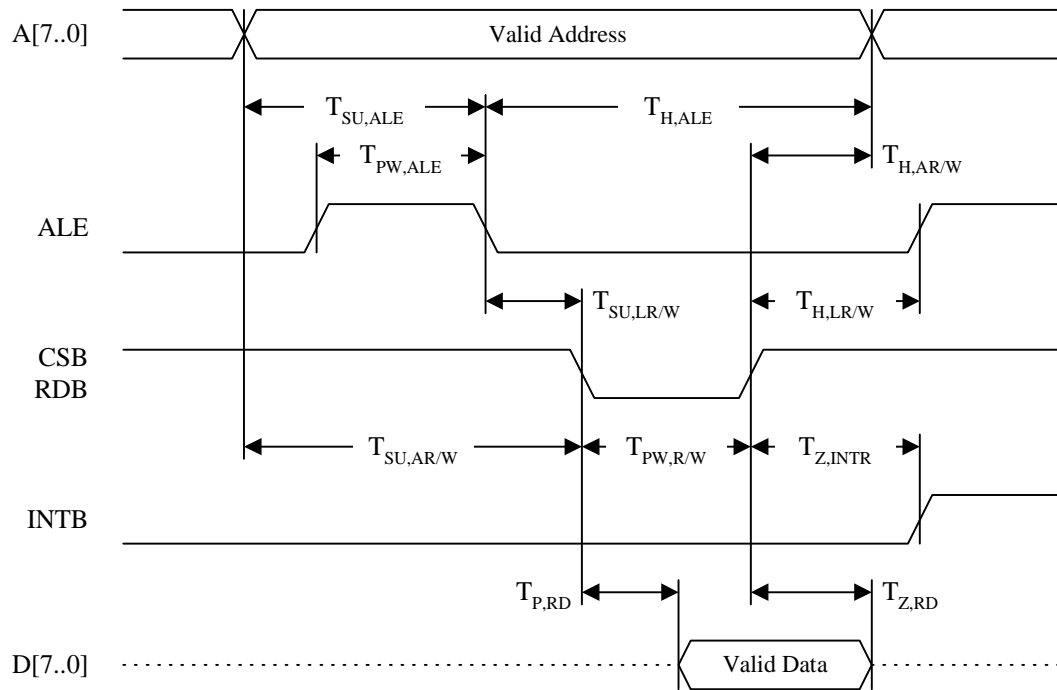 A[7..0] Valid Address
T_SU,ALE T_H,ALE
T_PW,ALE T_H,AR/W
ALE
T_SU,LR/W T_H,LR/W
CSB
RDB
T_SU,AR/W T_PW,R/W T_Z,INTR
INTB
T_P,RD T_Z,RD
D[7..0] Valid Data